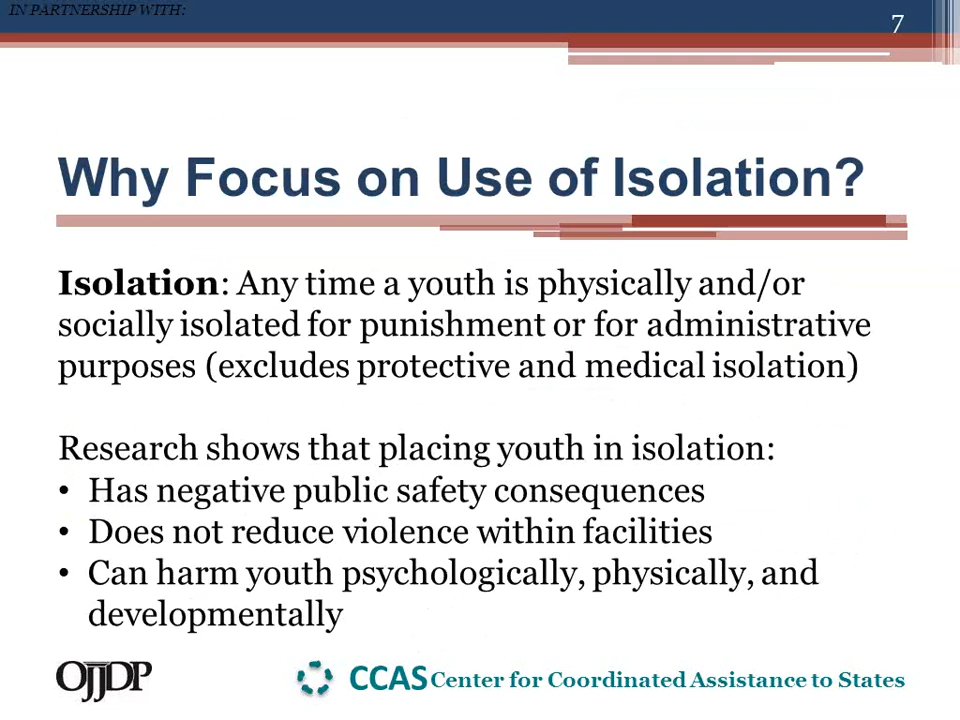 IN PARTNERSHIP WITH:
7
Why Focus on Use of Isolation?
Isolation: Any time a youth is physically and/or
socially isolated for punishment or for administrative
purposes (excludes protective and medical isolation)
Research shows that placing youth in isolation:
• Has negative public safety consequences
• Does not reduce violence within facilities
• Can harm youth psychologically, physically, and
developmentally
OJJDP
CCAS Center for Coordinated Assistance to States